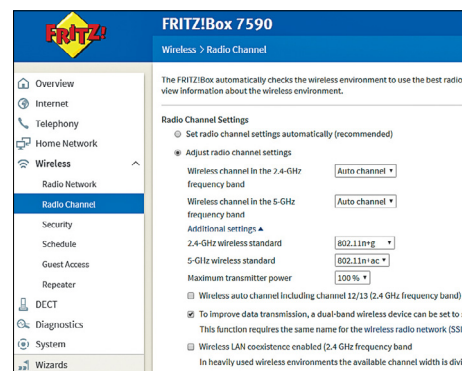 FRITZ!
FRITZ!Box 7590
Wireless > Radio Channel
Overview
Internet
Telephony
Home Network
Wireless
Radio Network
Radio Channel
Security
Schedule
Guest Access
Repeater
DECT
Diagnostics
System
Wizards
The FRITZ!Box automatically checks the wireless environment to use the best radio
view information about the wireless environment.
Radio Channel Settings
Set radio channel settings automatically (recommended)
Adjust radio channel settings
Wireless channel in the 2.4-GHz
frequency band
Auto channel
Wireless channel in the 5-GHz
frequency band
Auto channel
Additional settings
2.4-GHz wireless standard
802.11n+g
5-GHz wireless standard
802.11n+ac
Maximum transmitter power
100 %
Wireless auto channel including channel 12/13 (2.4 GHz frequency band)
To improve data transmission, a dual-band wireless device can be set to
This function requires the same name for the wireless radio network (SSI
Wireless LAN coexistence enabled (2.4 GHz frequency band
In heavily used wireless environments the available channel width is divi